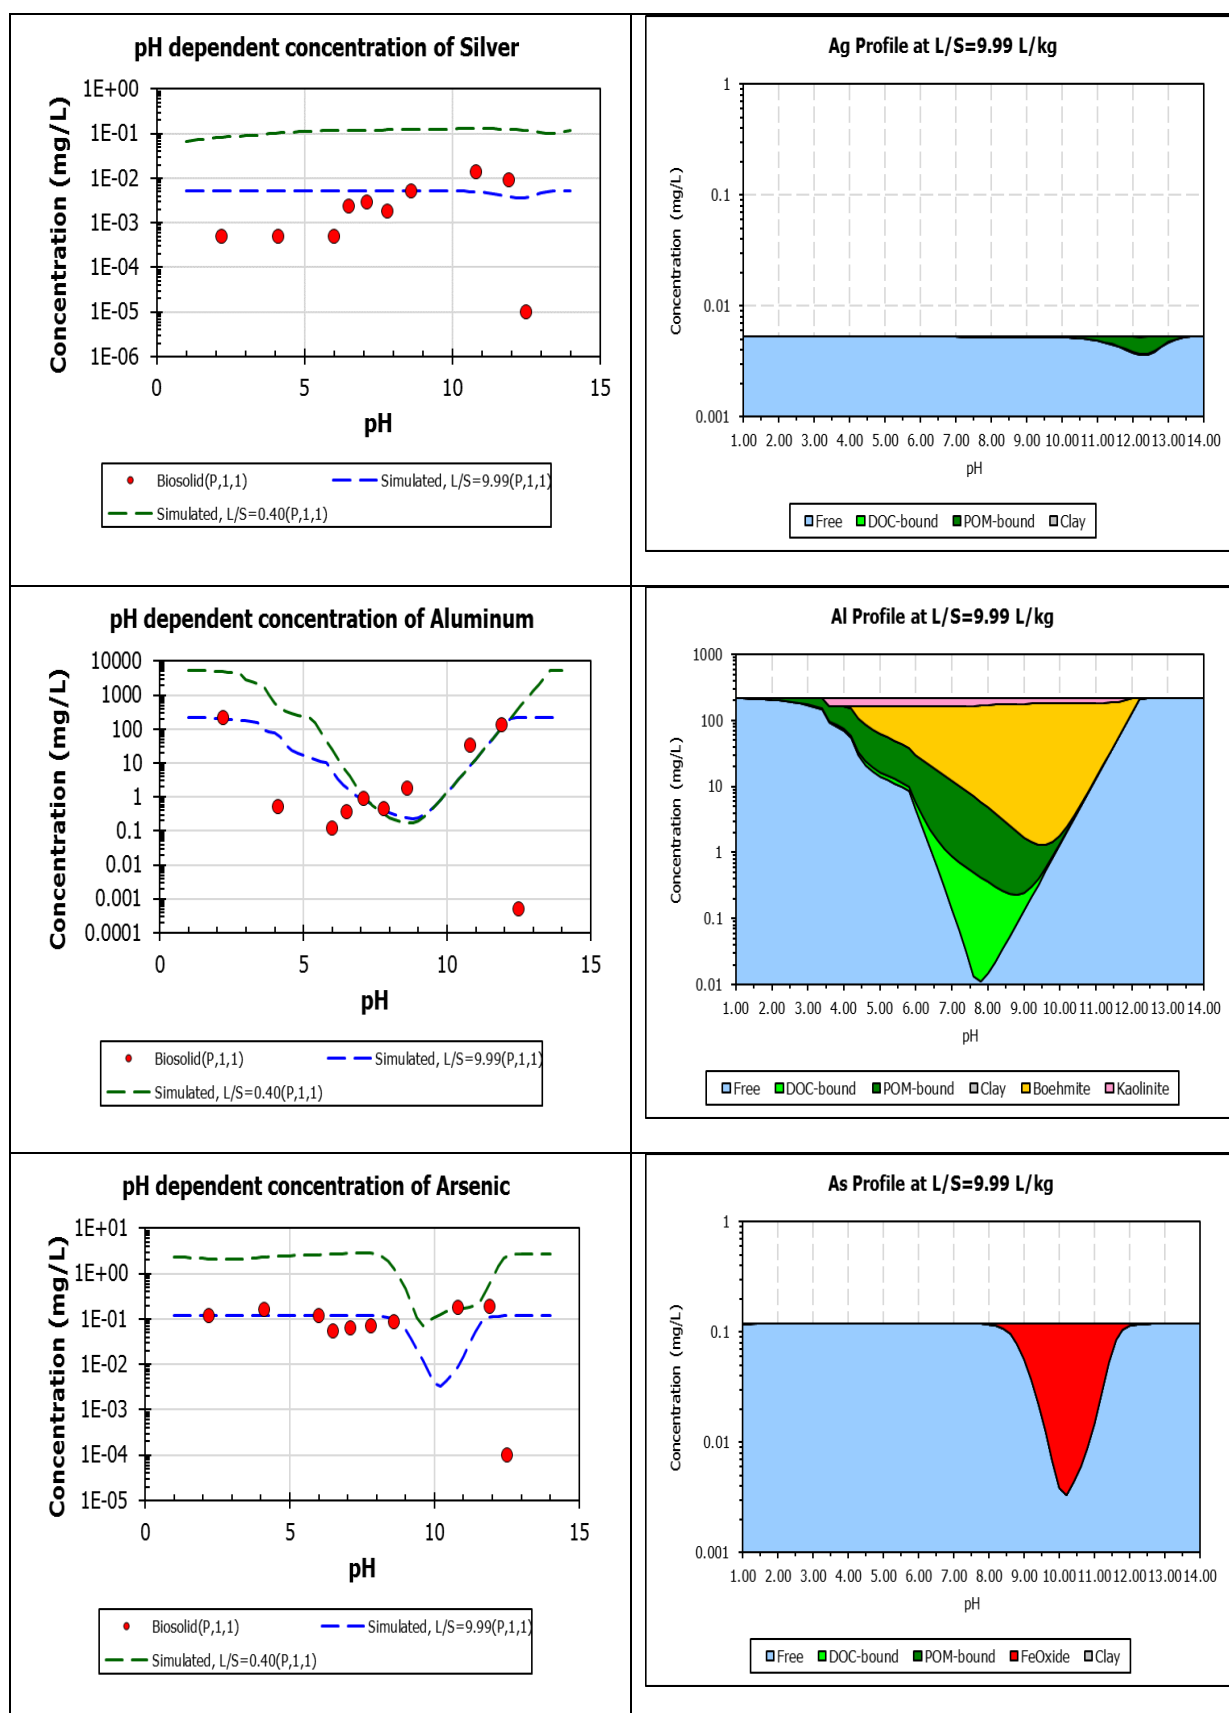 pH dependent concentration of Silver
Concentration (mg/L)
1E+00
1E-01
1E-02
1E-03
1E-04
1E-05
1E-06
0 5 10 15
pH
Biosolid(P,1,1) Simulated, L/S=9.99(P,1,1)
Simulated, L/S=0.40(P,1,1)
Ag Profile at L/S=9.99 L/kg
Concentration (mg/L)
1
0.1
0.01
0.001
1.00 2.00 3.00 4.00 5.00 6.00 7.00 8.00 9.00 10.00 11.00 12.00 13.00 14.00
pH
Free DOC-bound POM-bound Clay
pH dependent concentration of Aluminum
Concentration (mg/L)
10000
1000
100
10
1
0.1
0.01
0.001
0.0001
0 5 10 15
pH
Biosolid(P,1,1) Simulated, L/S=9.99(P,1,1)
Simulated, L/S=0.40(P,1,1)
Al Profile at L/S=9.99 L/kg
Concentration (mg/L)
1000
100
10
1
0.1
0.01
1.00 2.00 3.00 4.00 5.00 6.00 7.00 8.00 9.00 10.00 11.00 12.00 13.00 14.00
pH
Free DOC-bound POM-bound Clay Boehmite Kaolinite
pH dependent concentration of Arsenic
Concentration (mg/L)
1E+01
1E+00
1E-01
1E-02
1E-03
1E-04
1E-05
0 5 10 15
pH
Biosolid(P,1,1) Simulated, L/S=9.99(P,1,1)
Simulated, L/S=0.40(P,1,1)
As Profile at L/S=9.99 L/kg
Concentration (mg/L)
1
0.1
0.01
0.001
1.00 2.00 3.00 4.00 5.00 6.00 7.00 8.00 9.00 10.00 11.00 12.00 13.00 14.00
pH
Free DOC-bound POM-bound FeOxide Clay